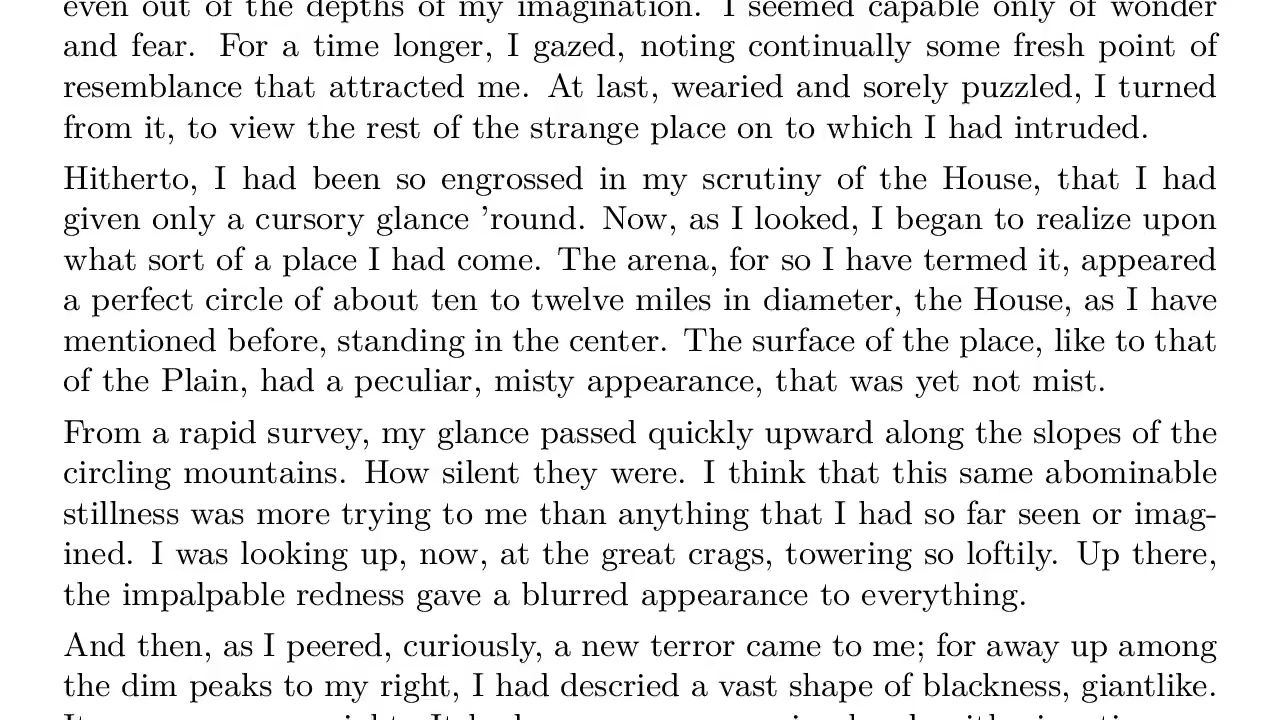 even out of the depths of my imagination. I seemed capable only of wonder
and fear. For a time longer, I gazed, noting continually some fresh point of
resemblance that attracted me. At last, wearied and sorely puzzled, I turned
from it, to view the rest of the strange place on to which I had intruded.
Hitherto, I had been so engrossed in my scrutiny of the House, that I had
given only a cursory glance ’round. Now, as I looked, I began to realize upon
what sort of a place I had come. The arena, for so I have termed it, appeared
a perfect circle of about ten to twelve miles in diameter, the House, as I have
mentioned before, standing in the center. The surface of the place, like to that
of the Plain, had a peculiar, misty appearance, that was yet not mist.
From a rapid survey, my glance passed quickly upward along the slopes of the
circling mountains. How silent they were. I think that this same abominable
stillness was more trying to me than anything that I had so far seen or imag-
ined. I was looking up, now, at the great crags, towering so loftily. Up there,
the impalpable redness gave a blurred appearance to everything.
And then, as I peered, curiously, a new terror came to me; for away up among
the dim peaks to my right, I had descried a vast shape of blackness, giantlike.